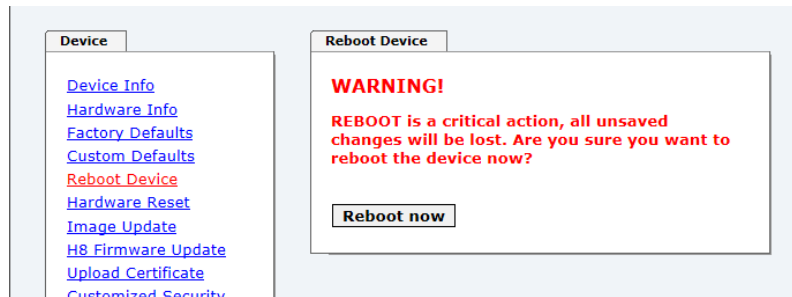 Device
Device Info
Hardware Info
Factory Defaults
Custom Defaults
Reboot Device
Hardware Reset
Image Update
H8 Firmware Update
Upload Certificate
Customized Security
Reboot Device
WARNING!
REBOOT is a critical action, all unsaved
changes will be lost. Are you sure you want to
reboot the device now?
Reboot now